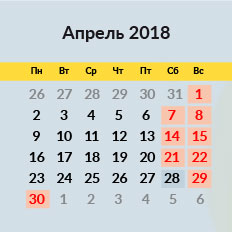 Апрель 2018
Пн Вт Ср Чт Пт Сб Вс
26 27 28 29 30 31 1
2 3 4 5 6 7 8
9 10 11 12 13 14 15
16 17 18 19 20 21 22
23 24 25 26 27 28 29
30 1 2 3 4 5 6